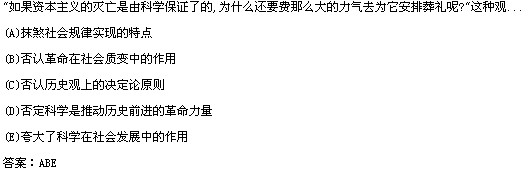 “如果资本主义的灭亡是由科学保证了的,为什么还要费那么大的力气去为它安排葬礼呢?”这种观...
(A)抹煞社会规律实现的特点
(B)否认革命在社会质变中的作用
(C)否认历史观上的决定论原则
(D)否定科学是推动历史前进的革命力量
(E)夸大了科学在社会发展中的作用
答案：ABE